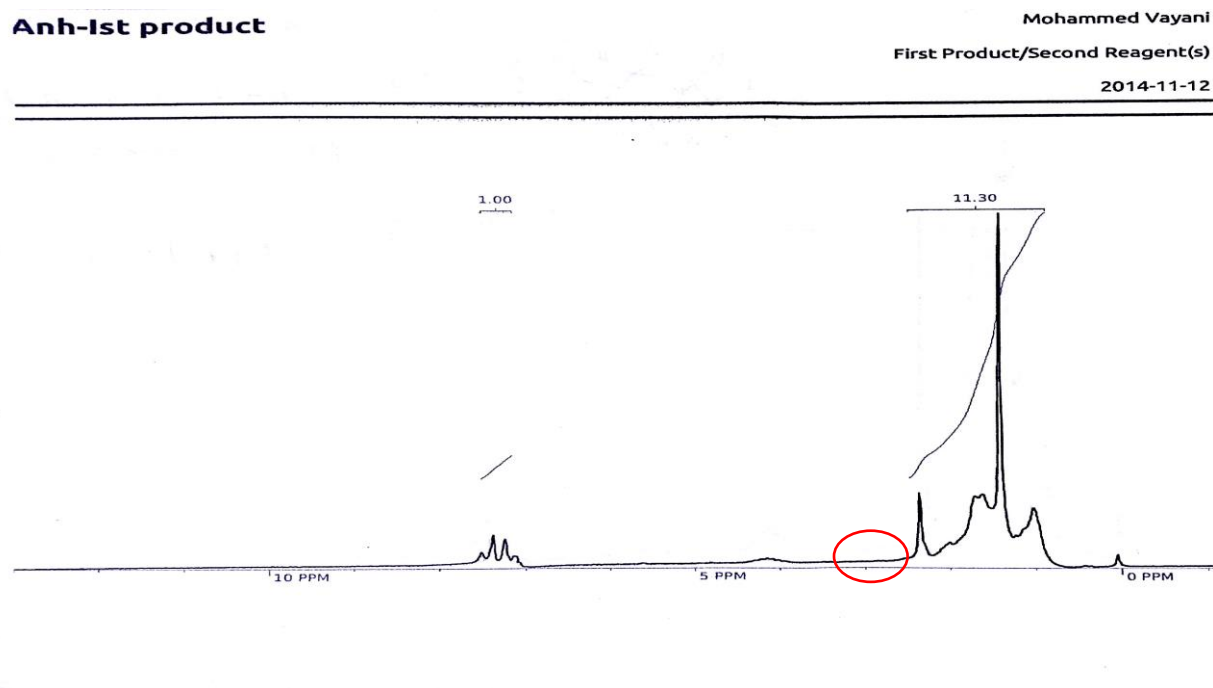 Anh-Ist product
Mohammed Vayani
First Product/Second Reagent(s)
2014-11-12
1.00
11.30
10 PPM
5 PPM
0 PPM